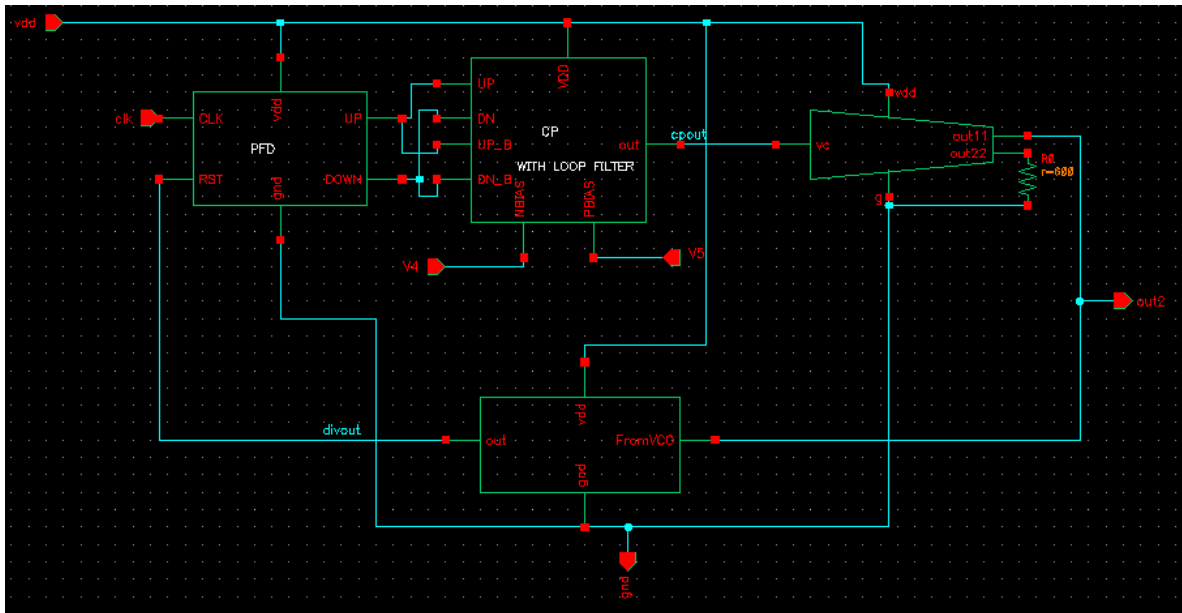 vdd
clk
CLK
vdd
UP
PFD
RST
gnd
DOWN
UP
VDD
DN
CP
UP_B
out
WITH LOOP FILTER
DN_B
NBIAS
PBIAS
V4
V5
cpout
vdd
vc
out11
out22
R0
r=600
g
out2
divout
vdd
out
FromVCO
gnd
gnd